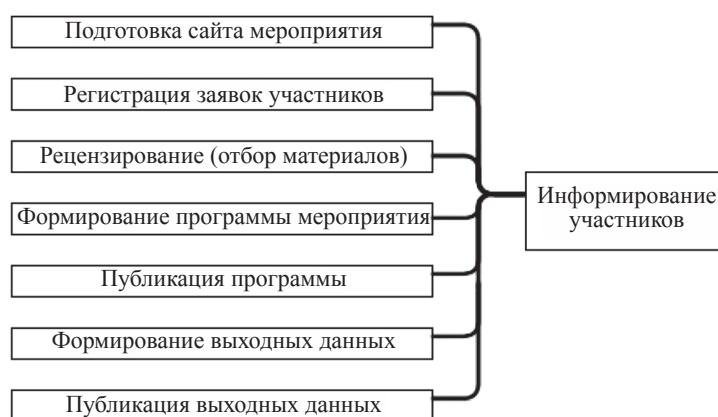 Подготовка сайта мероприятия
Регистрация заявок участников
Рецензирование (отбор материалов)
Формирование программы мероприятия
Публикация программы
Формирование выходных данных
Публикация выходных данных
Информирование
участников